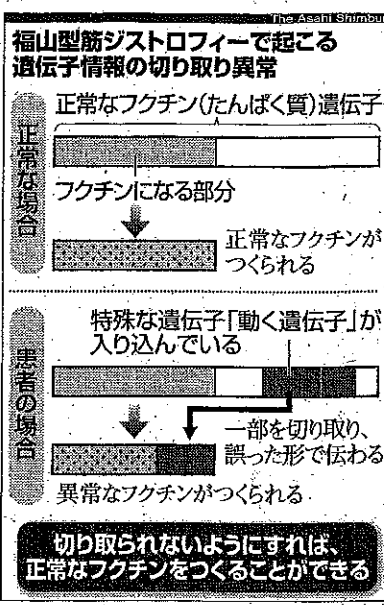 The Asahi Shimbun
福山型筋ジストロフィーで起こる
遺伝子情報の切り取り異常
正常な場合
正常なフクチン(たんぱく質)遺伝子
フクチンになる部分
正常なフクチンが
つくられる
患者の場合
特殊な遺伝子「動く遺伝子」が
入り込んでいる
一部を切り取り、
誤った形で伝わる
異常なフクチンがつくられる
切り取られないようにすれば、
正常なフクチンをつくることができる